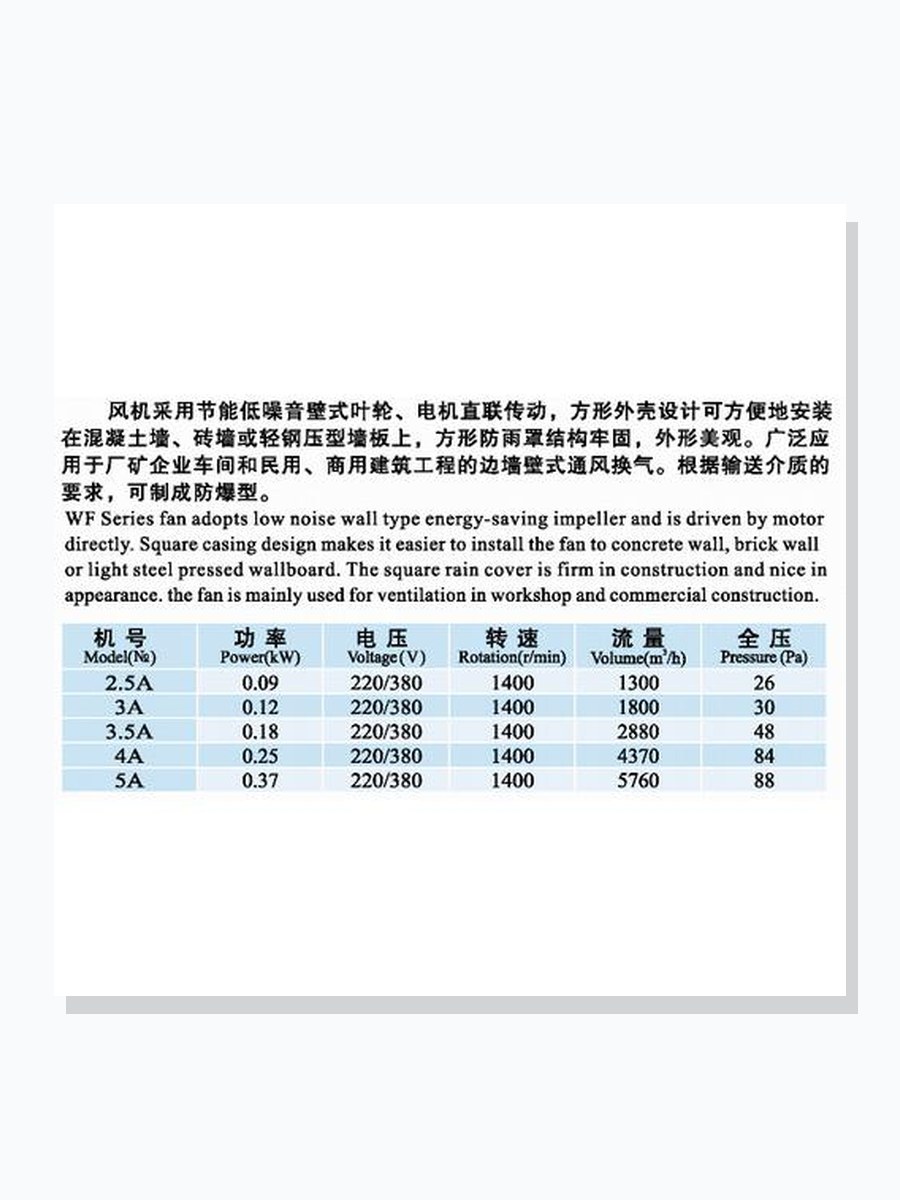 风机采用节能低噪音壁式叶轮、电机直联传动，方形外壳设计可方便地安装
在混凝土墙、砖墙或轻钢压型墙板上，方形防雨罩结构牢固，外形美观。广泛应
用于厂矿企业车间和民用、商用建筑工程的边墙壁式通风换气。根据输送介质的
要求，可制成防爆型。
WF Series fan adopts low noise wall type energy-saving impeller and is driven by motor
directly. Square casing design makes it easier to install the fan to concrete wall, brick wall
or light steel pressed wallboard. The square rain cover is firm in construction and nice in
appearance. the fan is mainly used for ventilation in workshop and commercial construction.
机 号 功 率 电 压 转 速 流 量 全 压
Model(№) Power(kW) Voltage(V) Rotation(r/min) Volume(m³/h) Pressure (Pa)
2.5A 0.09 220/380 1400 1300 26
3A 0.12 220/380 1400 1800 30
3.5A 0.18 220/380 1400 2880 48
4A 0.25 220/380 1400 4370 84
5A 0.37 220/380 1400 5760 88